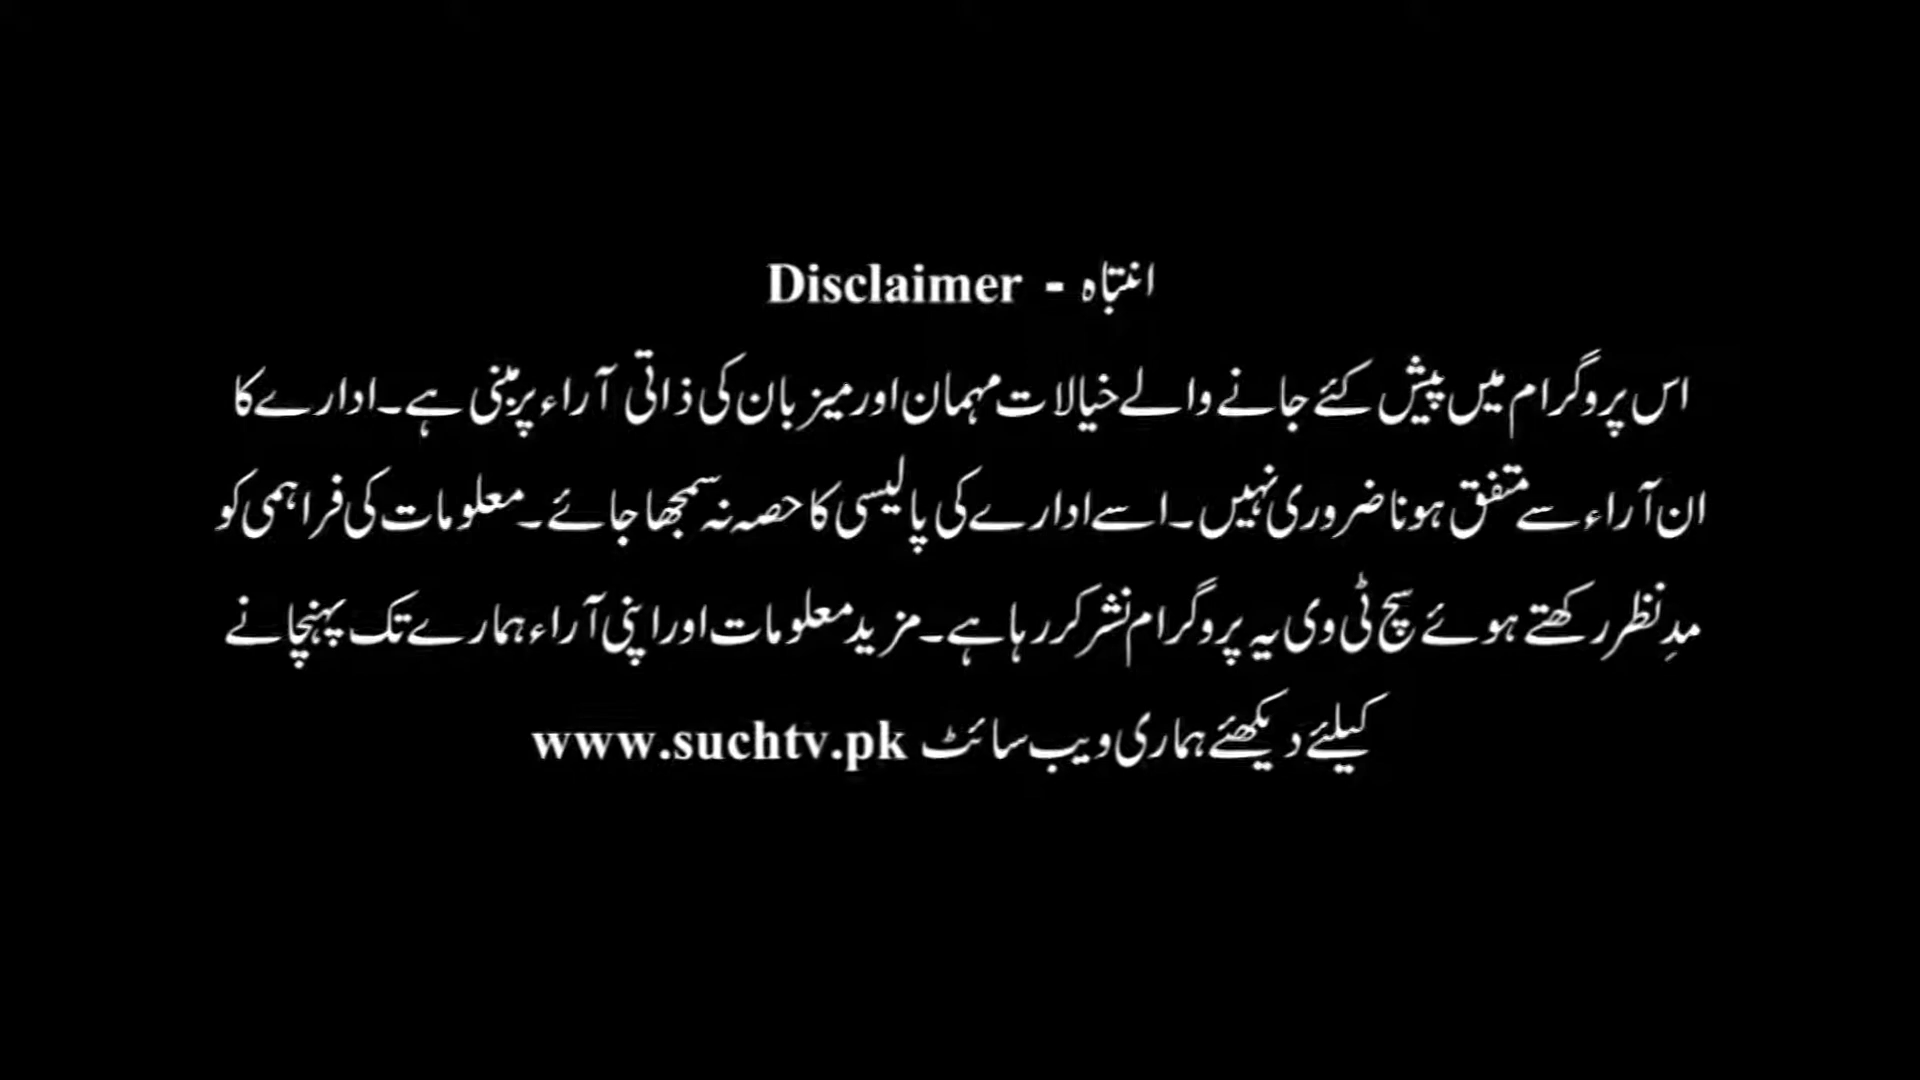 انتباہ - Disclaimer
اس پروگرام میں پیش کئے جانے والے خیالات مہمان اور میزبان کی ذاتی آراء پر مبنی ہے۔ ادارے کا
ان آراء سے متفق ہونا ضروری نہیں۔ اسے ادارے کی پالیسی کا حصہ نہ سمجھا جائے۔ معلومات کی فراہمی کو
مدِنظر رکھتے ہوئے سچ ٹی وی یہ پروگرام نشر کر رہا ہے۔ مزید معلومات اور اپنی آراء ہمارے تک پہنچانے
کیلئے دیکھئے ہماری ویب سائٹ www.suchtv.pk